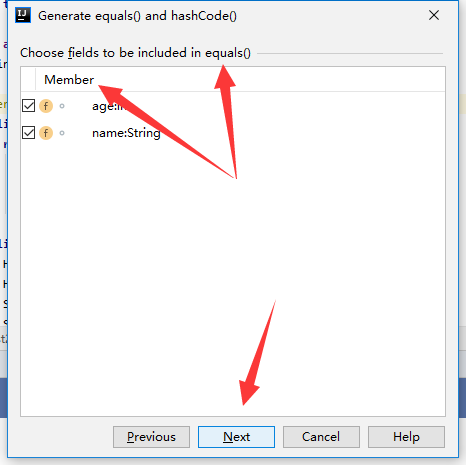 IJ
Generate equals() and hashCode()
Choose fields to be included in equals()
Member
f age:in
f name:String
Previous Next Cancel Help